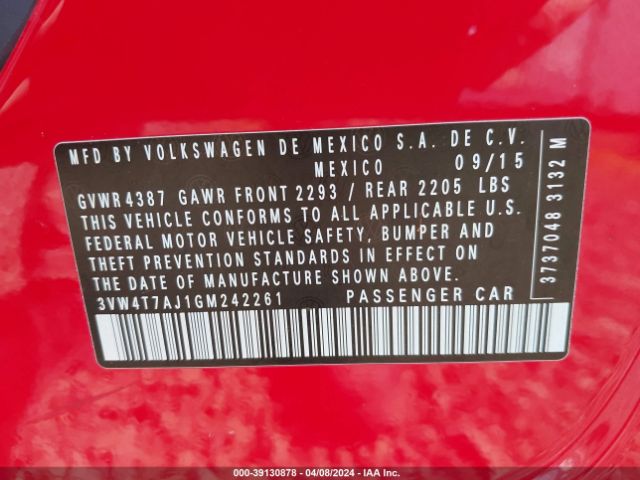 MFD BY VOLKSWAGEN DE MEXICO S.A. DE C.V.
MEXICO 09/15
GVWR 4387 GAWR FRONT 2293 / REAR 2205 LBS
THIS VEHICLE CONFORMS TO ALL APPLICABLE U.S.
FEDERAL MOTOR VEHICLE SAFETY, BUMPER AND
THEFT PREVENTION STANDARDS IN EFFECT ON
THE DATE OF MANUFACTURE SHOWN ABOVE.
3VW4T7AJ1GM242261 PASSENGER CAR
3737048 3132 M
000-39130878 - 04/08/2024 - IAA Inc.